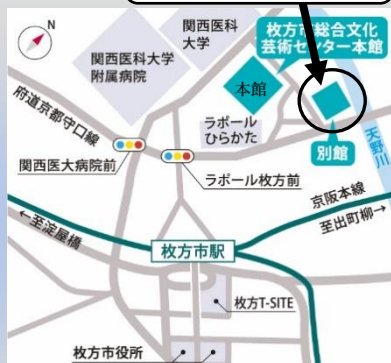 N
関西医科
大学
関西医科大学
附属病院
枚方市総合文化
芸術センター本館
本館
別館
天野川
ラポール
ひらかた
府道京都守口線
関西医大病院前
ラポール枚方前
京阪本線
至出町柳→
←至淀屋橋
枚方市駅
枚方T-SITE
枚方市役所